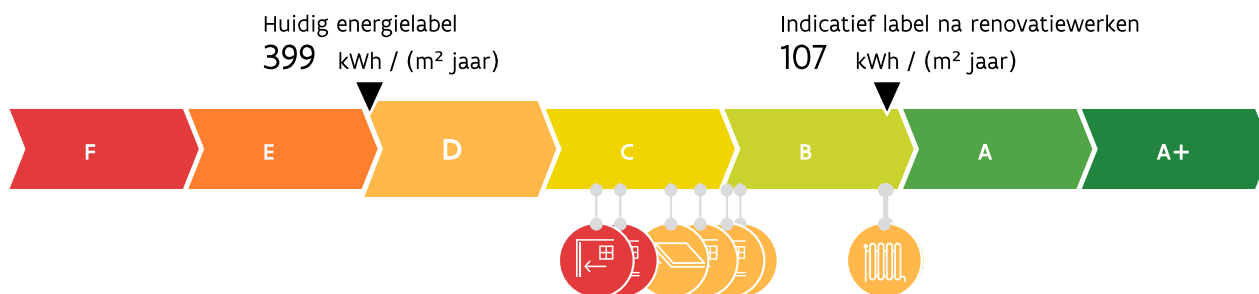 Huidig energielabel
399 kWh / (m² jaar)
Indicatief label na renovatiewerken
107 kWh / (m² jaar)
F E D C B A A+